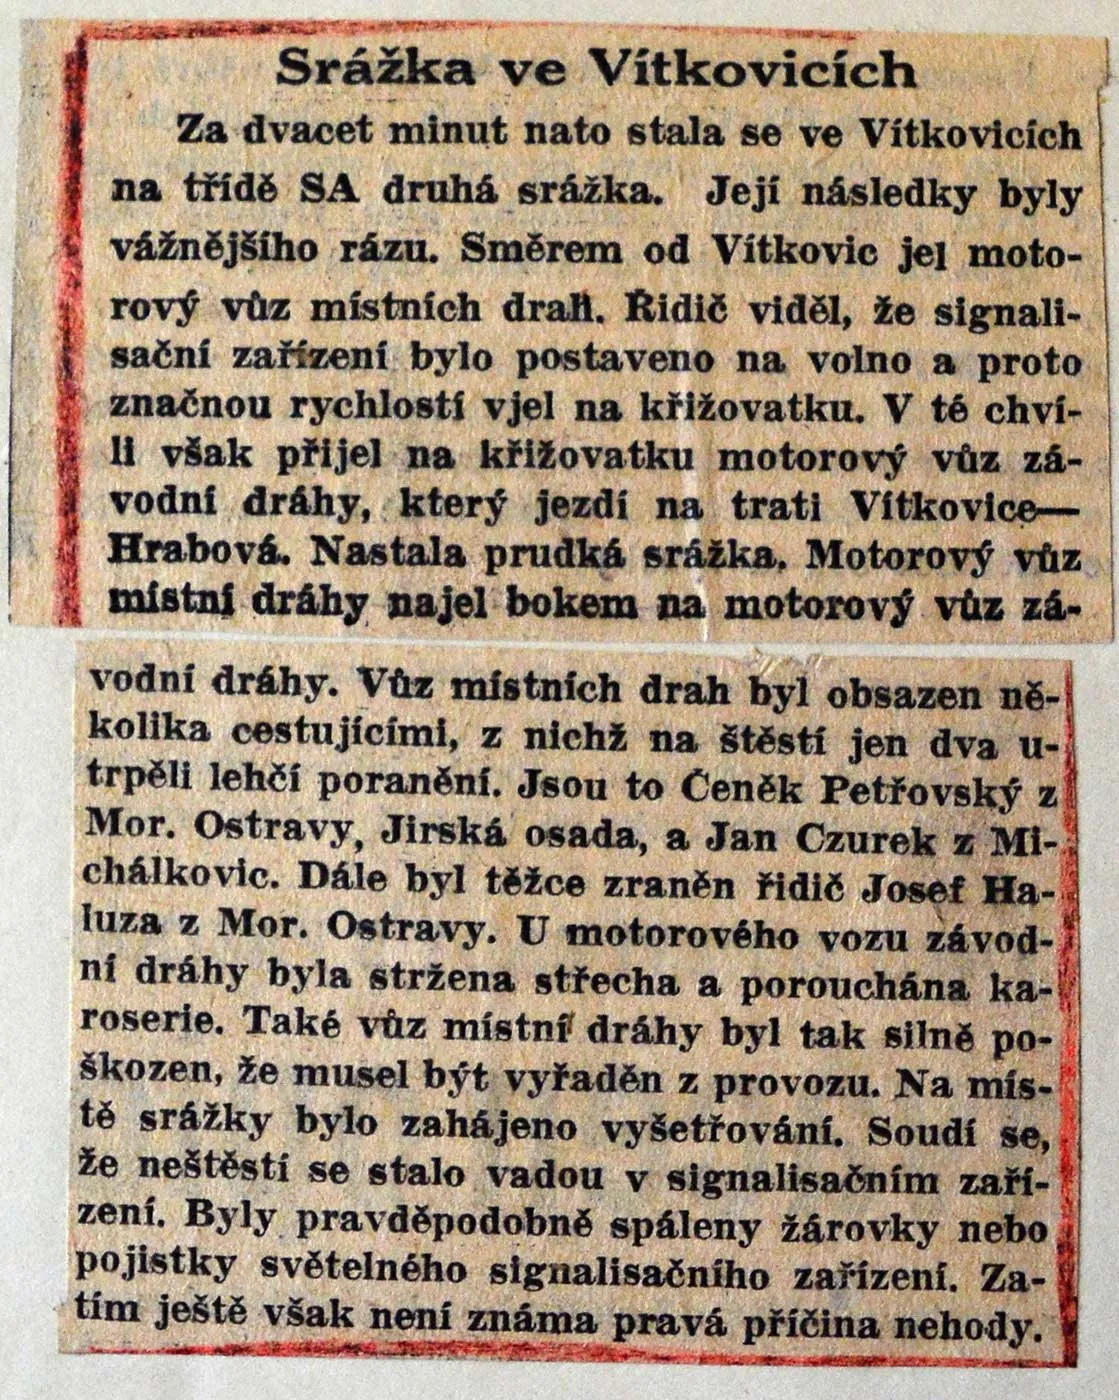 Srážka ve Vítkovicích
Za dvacet minut nato stala se ve Vítkovicích
na třídě SA druhá srážka. Její následky byly
vážnějšího rázu. Směrem od Vítkovic jel moto-
rový vůz místních drah. Řidič viděl, že signali-
sační zařízení bylo postaveno na volno a proto
značnou rychlostí vjel na křižovatku. V té chví-
li však přijel na křižovatku motorový vůz zá-
vodní dráhy, který jezdí na trati Vítkovice—
Hrabová. Nastala prudká srážka. Motorový vůz
místní dráhy najel bokem na motorový vůz zá-
vodní dráhy. Vůz místních drah byl obsazen ně-
kolika cestujícími, z nichž na štěstí jen dva u-
trpěli lehčí poranění. Jsou to Čeněk Petřovský z
Mor. Ostravy, Jirská osada, a Jan Czurek z Mi-
chálkovic. Dále byl těžce zraněn řidič Josef Ha-
luza z Mor. Ostravy. U motorového vozu závod-
ní dráhy byla stržena střecha a porouchána ka-
roserie. Také vůz místní dráhy byl tak silně po-
škozen, že musel být vyřaděn z provozu. Na mís-
tě srážky bylo zahájeno vyšetřování. Soudí se,
že neštěstí se stalo vadou v signalisačním zaří-
zení. Byly pravděpodobně spáleny žárovky nebo
pojistky světelného signalisačního zařízení. Za-
tím ještě však není známa pravá příčina nehody.